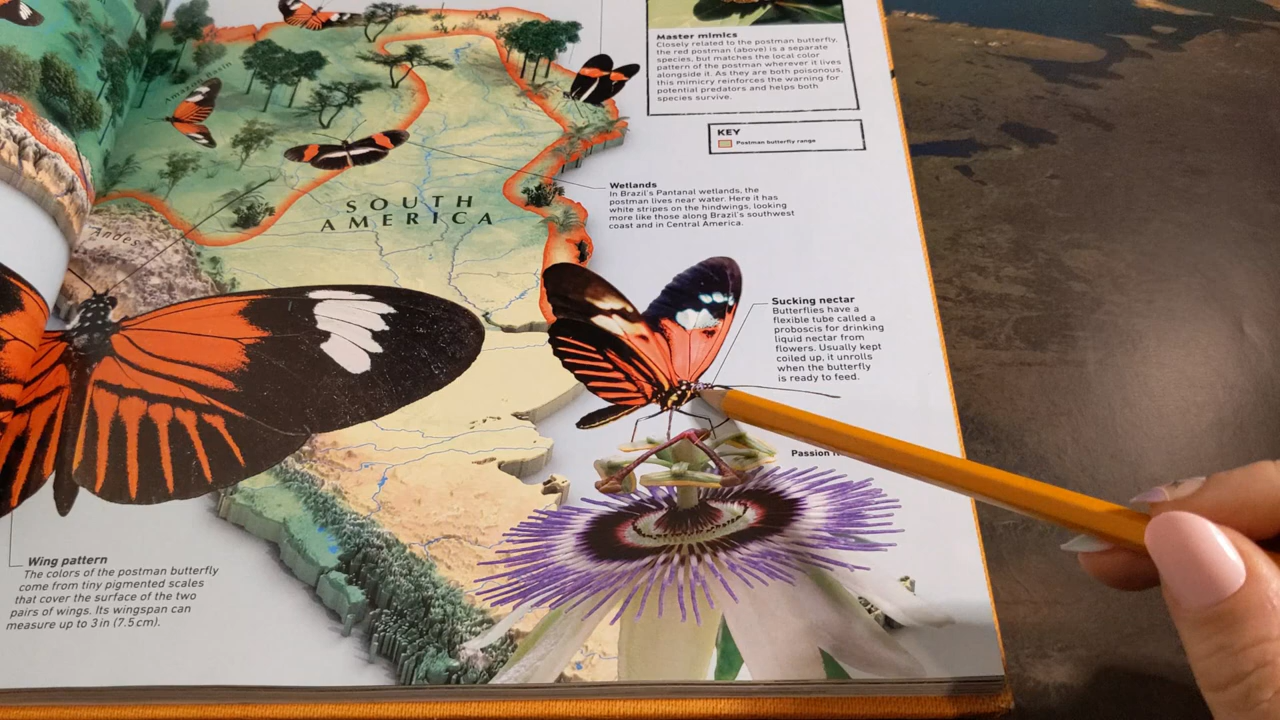 Master mimics
Closely related to the postman butterfly,
the red postman (above) is a separate
species, but matches the local color
pattern of the postman wherever it lives
alongside it. As they are both poisonous,
this mimicry reinforces the warning for
potential predators and helps both
species survive.
KEY
Postman butterfly range
Amazon Basin
Wetlands
In Brazil's Pantanal wetlands, the
postman lives near water. Here it has
white stripes on the hindwings, looking
more like those along Brazil's southwest
coast and in Central America.
SOUTH
AMERICA
Andes
Sucking nectar
Butterflies have a
flexible tube called a
proboscis for drinking
liquid nectar from
flowers. Usually kept
coiled up, it unrolls
when the butterfly
is ready to feed.
Passion
Wing pattern
The colors of the postman butterfly
come from tiny pigmented scales
that cover the surface of the two
pairs of wings. Its wingspan can
measure up to 3 in (7.5 cm).